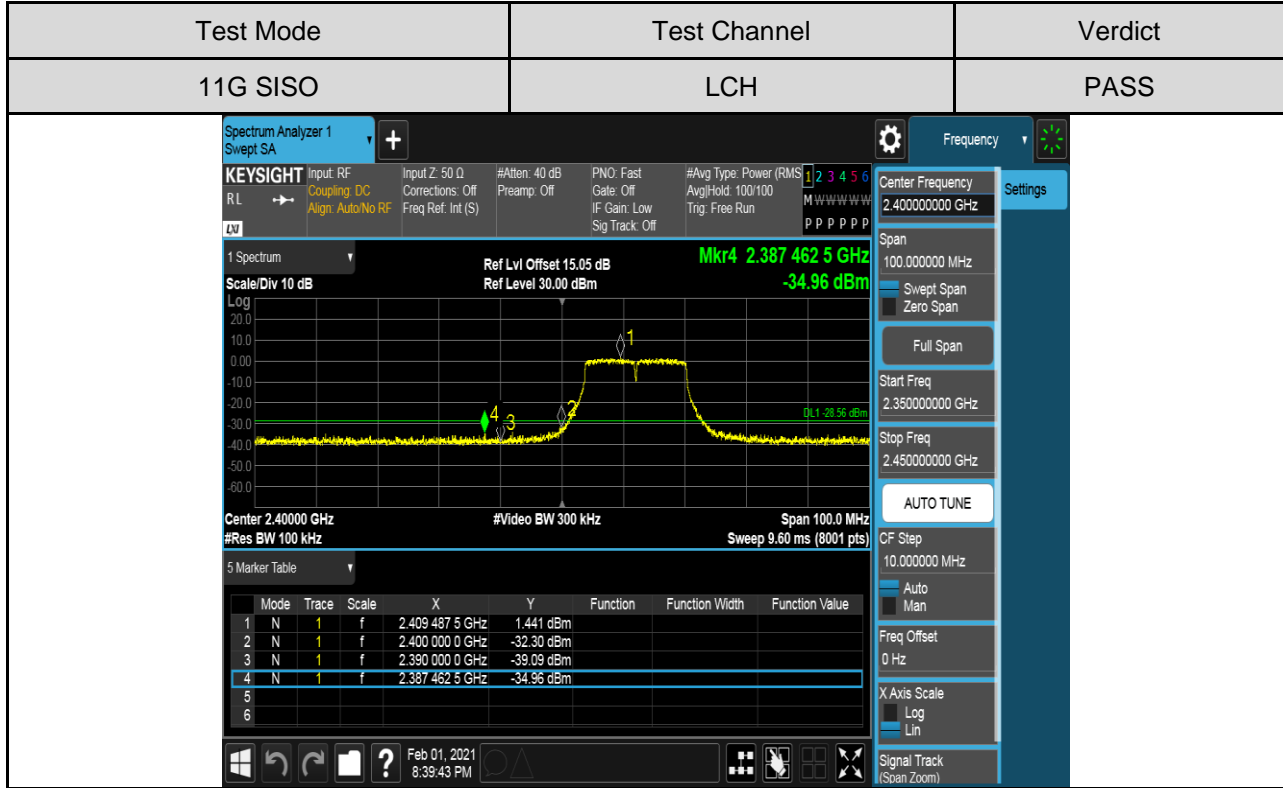 Test Mode Test Channel Verdict
11G SISO LCH PASS
Spectrum Analyzer 1
Swept SA
+
Frequency
KEYSIGHT Input: RF Input Z: 50 Ω #Atten: 40 dB PNO: Fast #Avg Type: Power (RMS 1 2 3 4 5 6
RL Coupling: DC Corrections: Off Preamp: Off Gate: Off Avg|Hold: 100/100 M W W W W W
Align: Auto/No RF Freq Ref: Int (S) IF Gain: Low Trig: Free Run
LXI Sig Track: Off P P P P P P
1 Spectrum
Ref Lvl Offset 15.05 dB Mkr4 2.387 462 5 GHz
Scale/Div 10 dB Ref Level 30.00 dBm -34.96 dBm
Log
20.0
10.0
0.00
-10.0
-20.0
-30.0
-40.0
-50.0
-60.0
1
2
3
4
DL1 -28.56 dBm
Center 2.40000 GHz #Video BW 300 kHz Span 100.0 MHz
#Res BW 100 kHz Sweep 9.60 ms (8001 pts)
5 Marker Table
Mode Trace Scale X Y Function Function Width Function Value
1 N 1 f 2.409 487 5 GHz 1.441 dBm
2 N 1 f 2.400 000 0 GHz -32.30 dBm
3 N 1 f 2.390 000 0 GHz -39.09 dBm
4 N 1 f 2.387 462 5 GHz -34.96 dBm
5
6
? Feb 01, 2021
8:39:43 PM
Center Frequency
2.400000000 GHz
Settings
Span
100.000000 MHz
Swept Span
Zero Span
Full Span
Start Freq
2.350000000 GHz
Stop Freq
2.450000000 GHz
AUTO TUNE
CF Step
10.000000 MHz
Auto
Man
Freq Offset
0 Hz
X Axis Scale
Log
Lin
Signal Track
(Span Zoom)